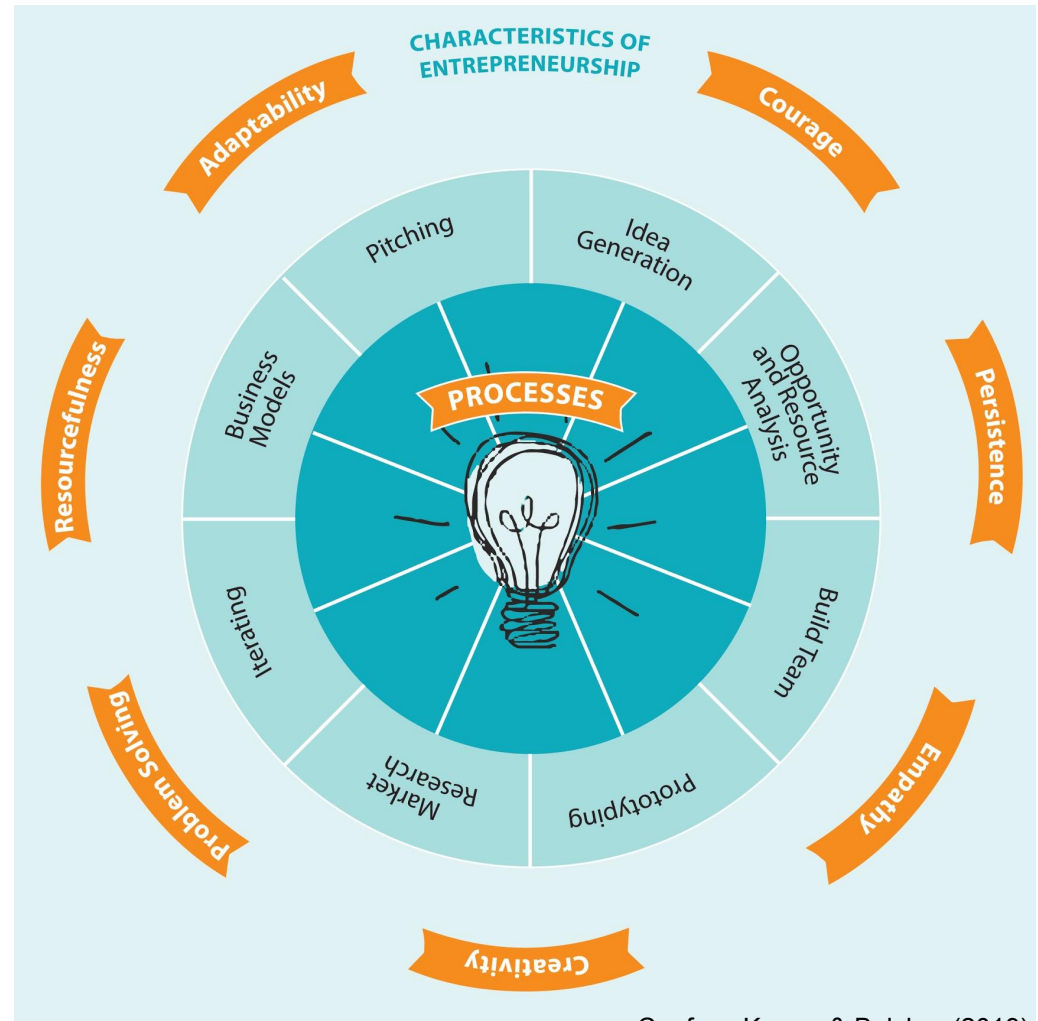 CHARACTERISTICS OF
ENTREPRENEURSHIP
Courage
Persistence
Empathy
Creativity
Problem Solving
Resourcefulness
Adaptability
Idea
Generation
Opportunity
and Resource
Analysis
Build Team
Prototyping
Market
Research
Iterating
Business
Models
Pitching
PROCESSES